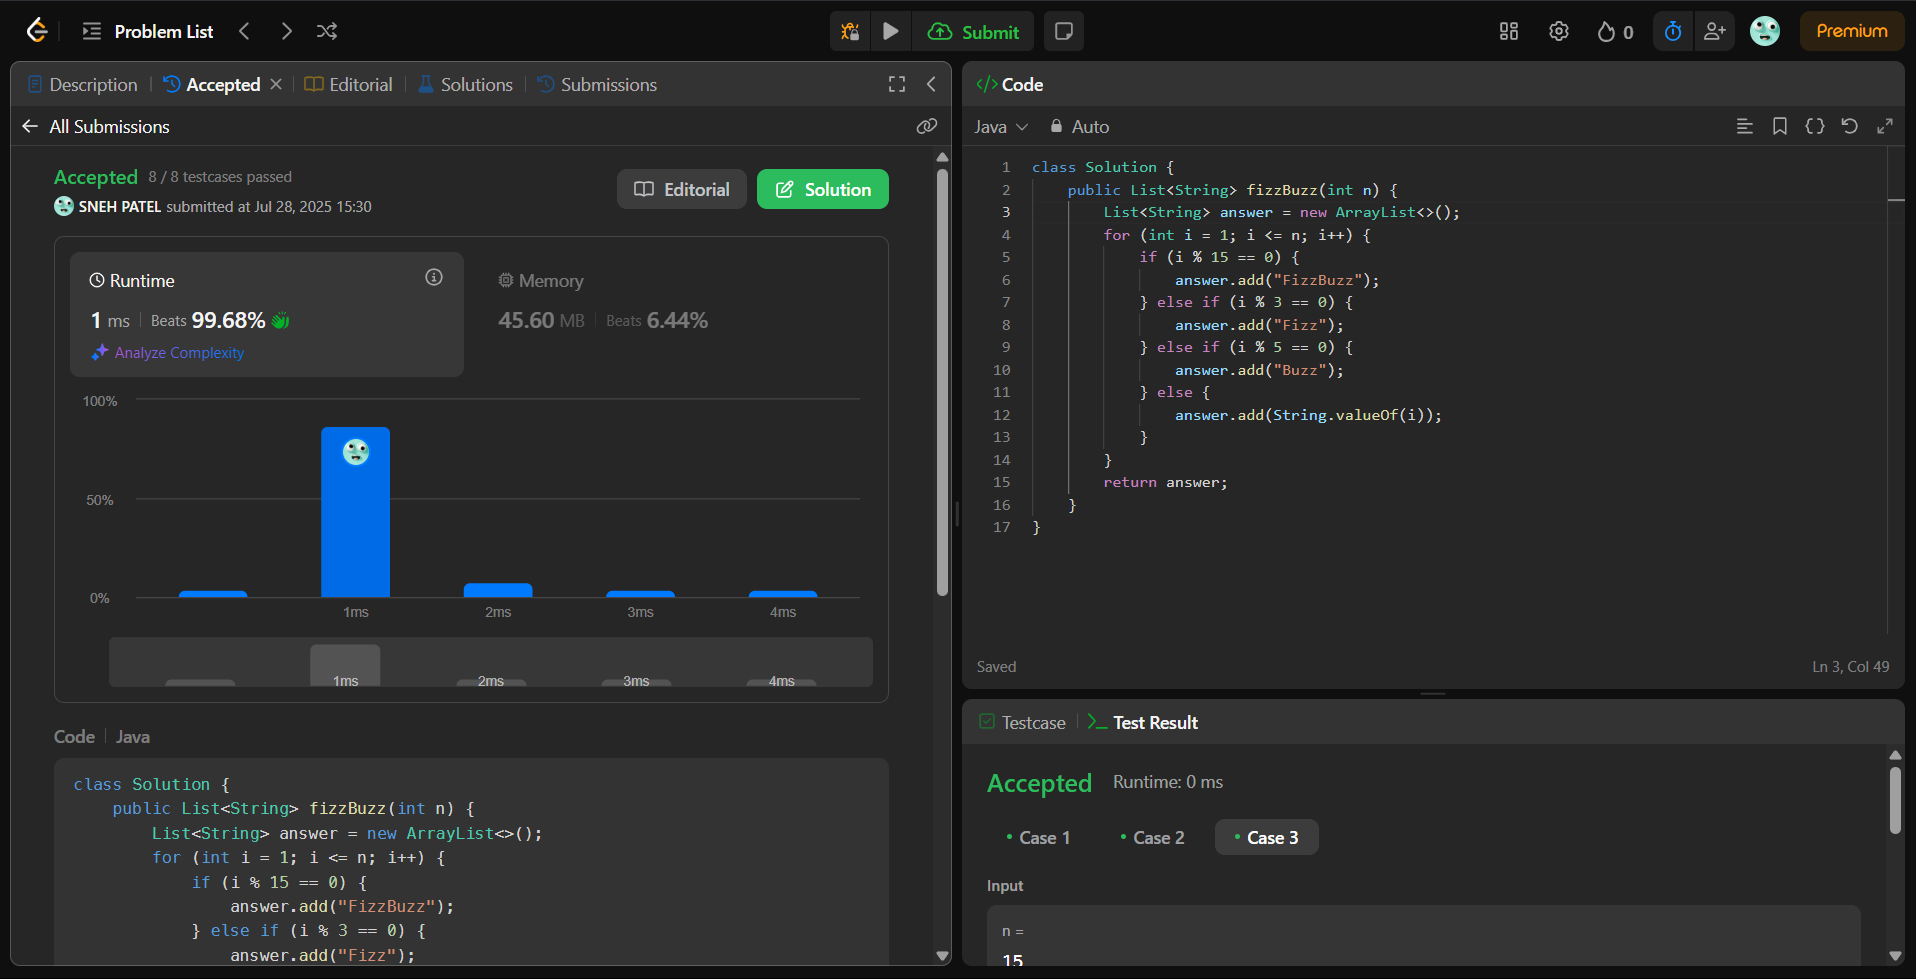 Problem List
Submit
0
Premium
Description
Accepted
Editorial
Solutions
Submissions
All Submissions
Accepted 8 / 8 testcases passed
SNEH PATEL submitted at Jul 28, 2025 15:30
Editorial
Solution
Runtime
1 ms Beats 99.68%
Analyze Complexity
Memory
45.60 MB Beats 6.44%
100%
50%
0%
1ms
2ms
3ms
4ms
1ms
2ms
3ms
4ms
Code Java
class Solution {
    public List<String> fizzBuzz(int n) {
        List<String> answer = new ArrayList<>();
        for (int i = 1; i <= n; i++) {
            if (i % 15 == 0) {
                answer.add("FizzBuzz");
            } else if (i % 3 == 0) {
                answer.add("Fizz");
</> Code
Java
Auto
1 class Solution {
2     public List<String> fizzBuzz(int n) {
3         List<String> answer = new ArrayList<>();
4         for (int i = 1; i <= n; i++) {
5             if (i % 15 == 0) {
6                 answer.add("FizzBuzz");
7             } else if (i % 3 == 0) {
8                 answer.add("Fizz");
9             } else if (i % 5 == 0) {
10                 answer.add("Buzz");
11             } else {
12                 answer.add(String.valueOf(i));
13             }
14         }
15         return answer;
16     }
17 }
Saved
Ln 3, Col 49
Testcase
Test Result
Accepted Runtime: 0 ms
Case 1
Case 2
Case 3
Input
n =
15